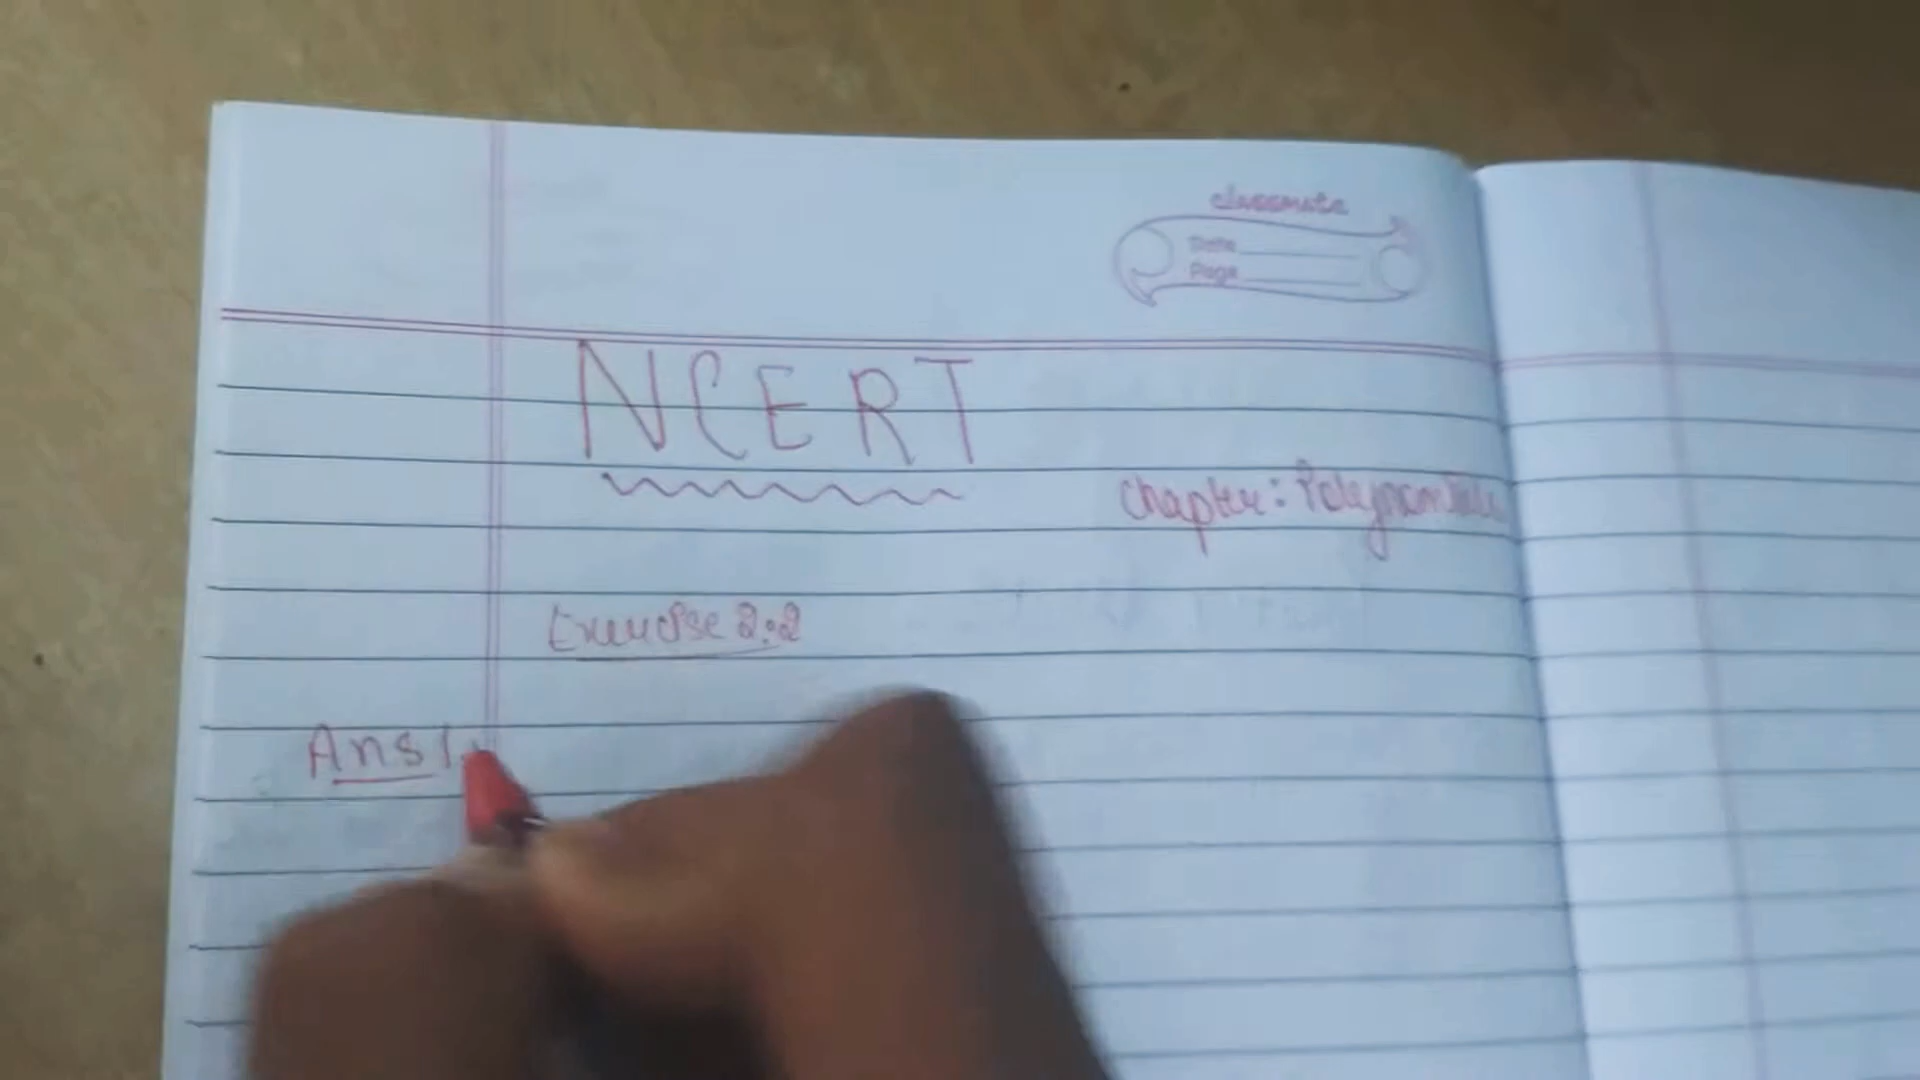 classmate
Date
Page
NCERT
Chapter: Polynomials
Exercise 2.2
Ans 1.